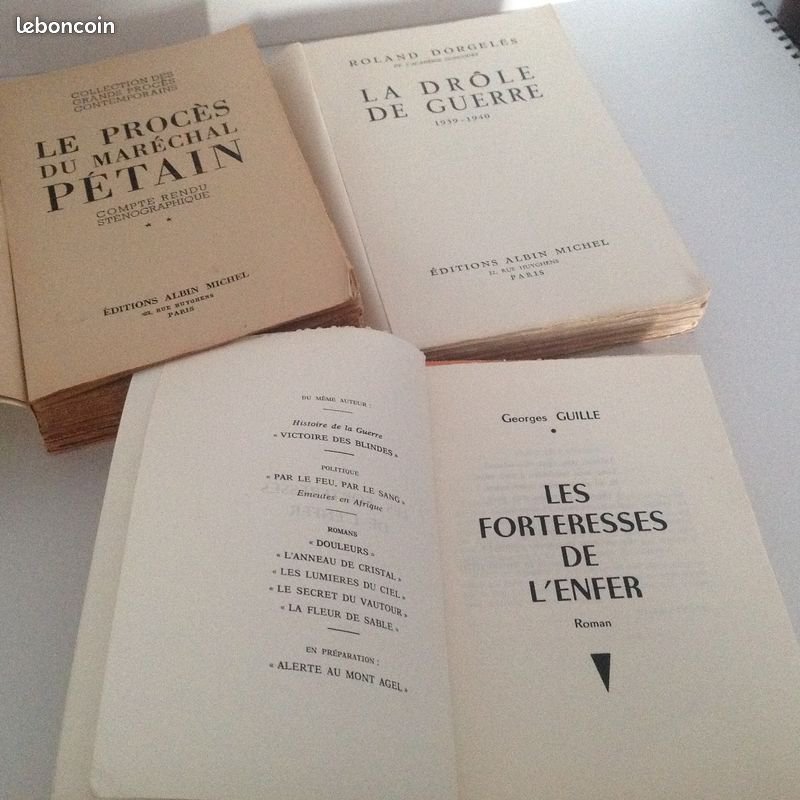 leboncoin
COLLECTION DES
GRANDS PROCÈS
CONTEMPORAINS
LE PROCÈS
DU MARÉCHAL
PÉTAIN
COMPTE RENDU
STÉNOGRAPHIQUE
* *
ÉDITIONS ALBIN MICHEL
22, RUE HUYGHENS
PARIS
ROLAND DORGELÈS
DE L'ACADÉMIE GONCOURT
LA DRÔLE
DE GUERRE
1939-1940
ÉDITIONS ALBIN MICHEL
22, RUE HUYGHENS
PARIS
DU MÊME AUTEUR :
Histoire de la Guerre
« VICTOIRE DES BLINDES »
POLITIQUE
« PAR LE FEU, PAR LE SANG »
Emeutes en Afrique
ROMANS
« DOULEURS »
« L'ANNEAU DE CRISTAL »
« LES LUMIERES DU CIEL »
« LE SECRET DU VAUTOUR »
« LA FLEUR DE SABLE »
EN PRÉPARATION :
« ALERTE AU MONT AGEL »
Georges GUILLE
LES
FORTERESSES
DE
L'ENFER
Roman